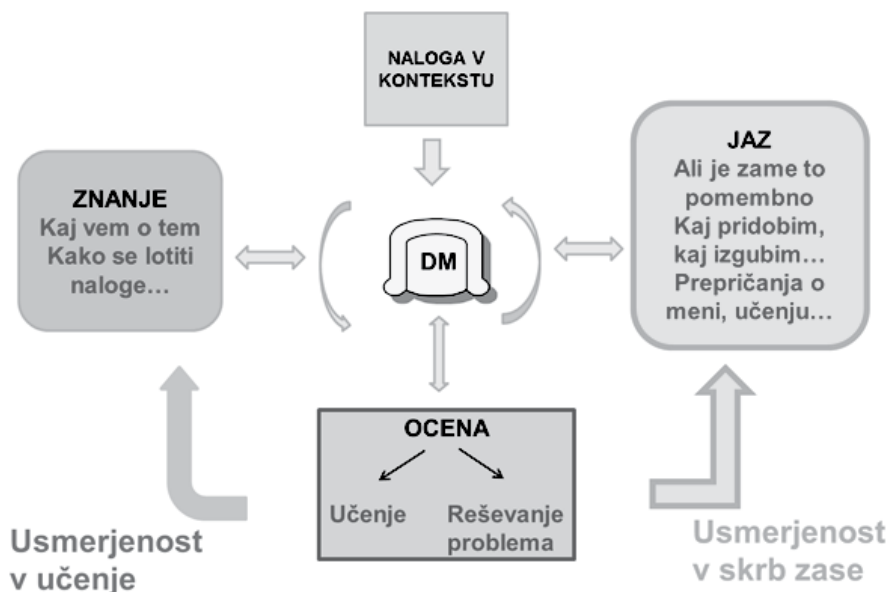 NALOGA V
KONTEKSTU
ZNANJE
Kaj vem o tem
Kako se lotiti
naloge…
DM
JAZ
Ali je zame to
pomembno
Kaj pridobim,
kaj izgubim…
Prepričanja o
meni, učenju…
OCENA
Učenje
Reševanje
problema
Usmerjenost
v učenje
Usmerjenost
v skrb zase